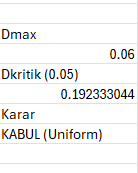 Dmax
0.06
Dkritik (0.05)
0.192333044
Karar
KABUL (Uniform)